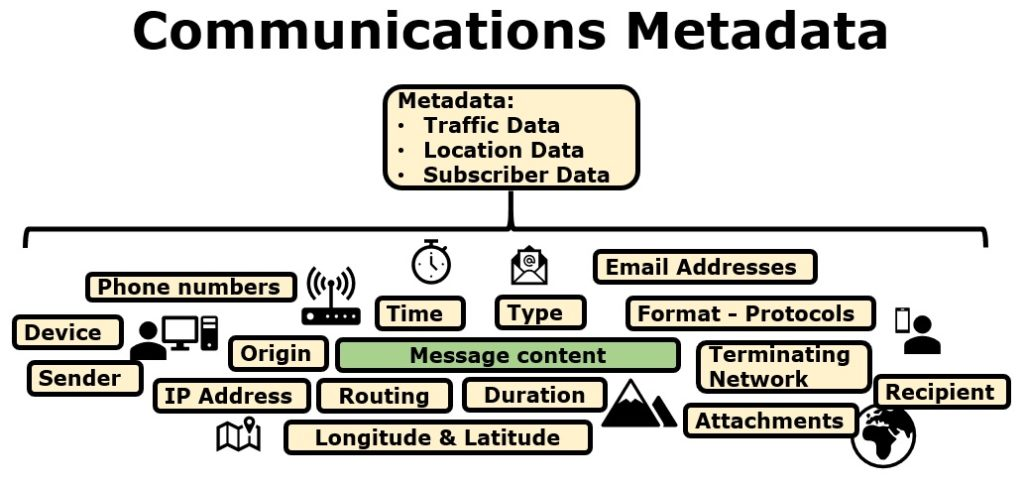 Communications Metadata
Metadata:
• Traffic Data
• Location Data
• Subscriber Data
Email Addresses
Phone numbers
Time
Type
Format - Protocols
Device
Origin
Message content
Terminating
Network
Sender
IP Address
Routing
Duration
Recipient
Attachments
Longitude & Latitude